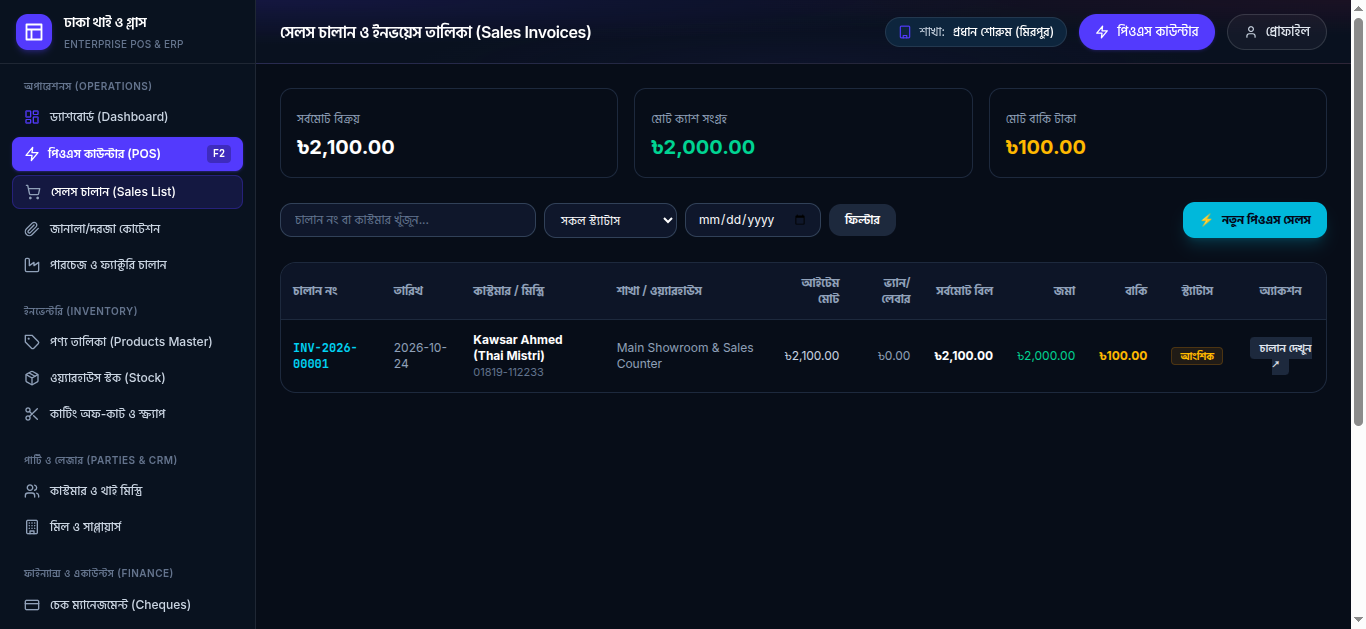 ঢাকা থাই ও গ্লাস
ENTERPRISE POS & ERP
অপারেশনস (OPERATIONS)
ড্যাশবোর্ড (Dashboard)
পিওএস কাউন্টার (POS) F2
সেলস চালান (Sales List)
জানালা/দরজা কোটেশন
পারচেজ ও ফ্যাক্টরি চালান
ইনভেন্টরি (INVENTORY)
পণ্য তালিকা (Products Master)
ওয়্যারহাউস স্টক (Stock)
কাটিং অফ-কাট ও স্ক্র্যাপ
পার্টি ও লেজার (PARTIES & CRM)
কাস্টমার ও থাই মিস্ত্রি
মিল ও সাপ্লায়ার্স
ফাইন্যান্স ও একাউন্টস (FINANCE)
চেক ম্যানেজমেন্ট (Cheques)
সেলস চালান ও ইনভয়েস তালিকা (Sales Invoices)
শাখা: প্রধান শোরুম (মিরপুর)
পিওএস কাউন্টার
প্রোফাইল
সর্বমোট বিক্রয়
৳2,100.00
মোট ক্যাশ সংগ্রহ
৳2,000.00
মোট বাকি টাকা
৳100.00
চালান নং বা কাস্টমার খুঁজুন...
সকল স্ট্যাটাস
mm/dd/yyyy
ফিল্টার
⚡ নতুন পিওএস সেলস
চালান নং
তারিখ
কাস্টমার / মিস্ত্রি
শাখা / ওয়্যারহাউস
আইটেম
মোট
ভ্যান/
লেবার
সর্বমোট বিল
জমা
বাকি
স্ট্যাটাস
অ্যাকশন
INV-2026-
00001
2026-10-
24
Kawsar Ahmed
(Thai Mistri)
01819-112233
Main Showroom & Sales
Counter
৳2,100.00
৳0.00
৳2,100.00
৳2,000.00
৳100.00
আংশিক
চালান দেখুন
↗